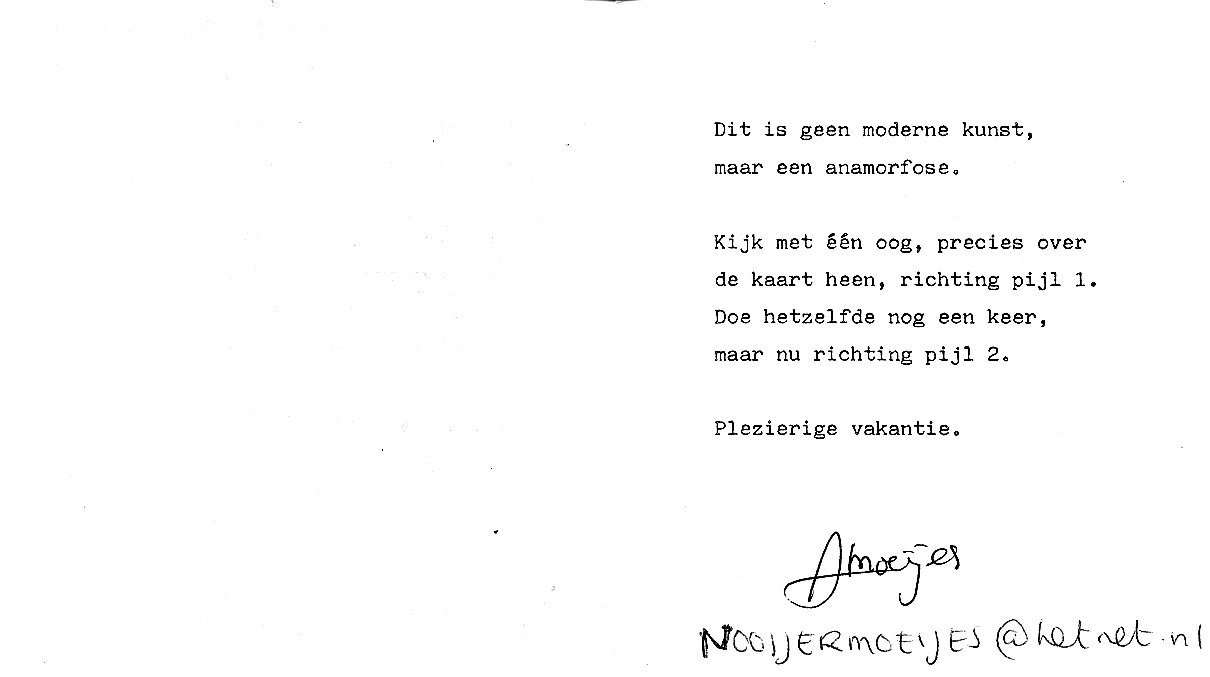 Dit is geen moderne kunst,
maar een anamorfose.
Kijk met één oog, precies over
de kaart heen, richting pijl 1.
Doe hetzelfde nog een keer,
maar nu richting pijl 2.
Plezierige vakantie.
AMoeijes
NOOIJERMOEIJES@hetnet.nl